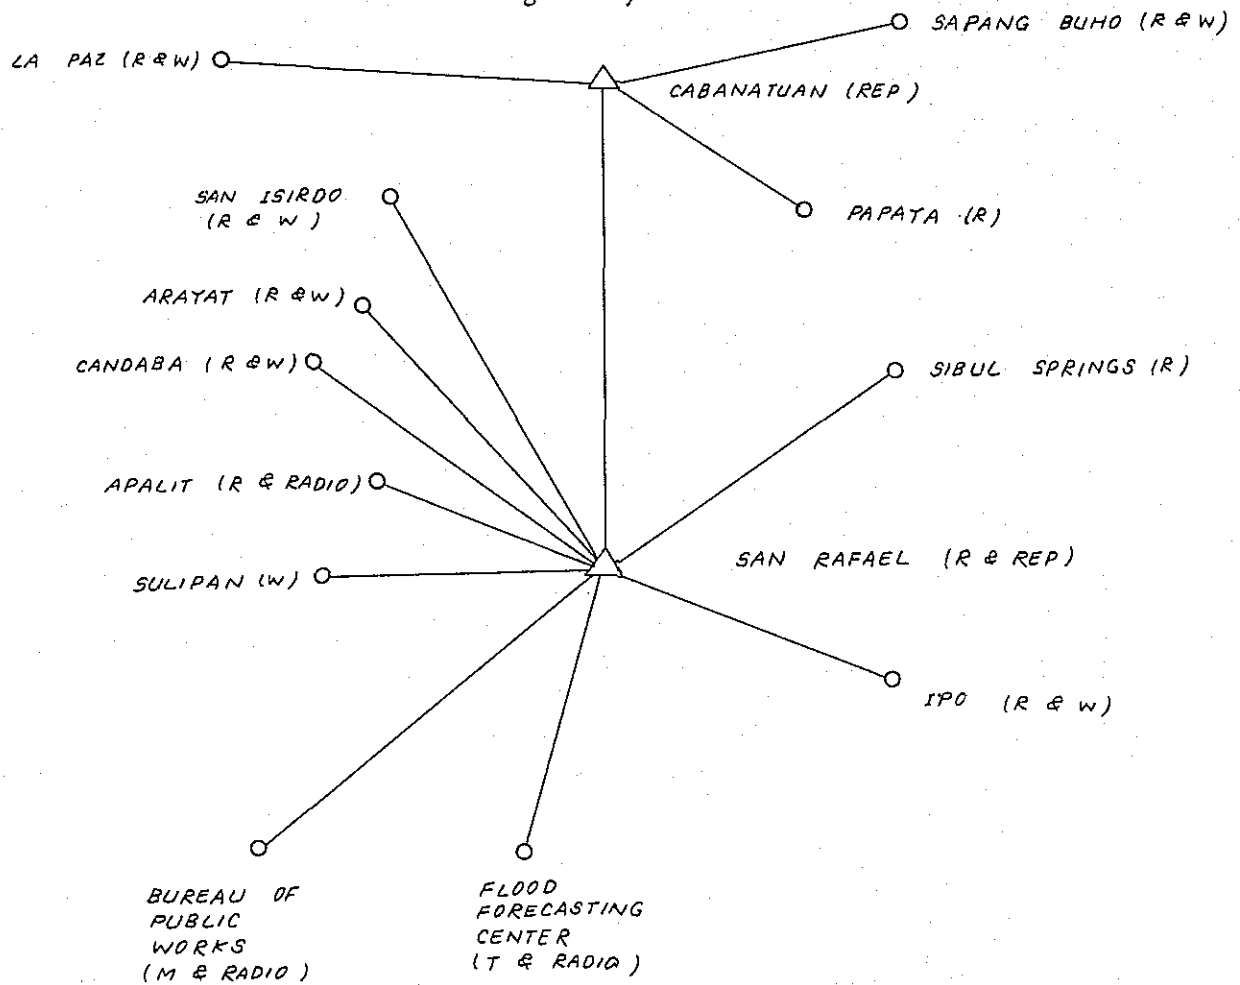 SAPANG BUHO (R & W)
LA PAZ (R & W)
CABANATUAN (REP)
SAN ISIRDO
(R & W)
PAPATA (R)
ARAYAT (R & W)
CANDABA (R & W)
SIBUL SPRINGS (R)
APALIT (R & RADIO)
SAN RAFAEL (R & REP)
SULIPAN (W)
IPO (R & W)
BUREAU OF
PUBLIC
WORKS
(M & RADIO)
FLOOD
FORECASTING
CENTER
(T & RADIO)